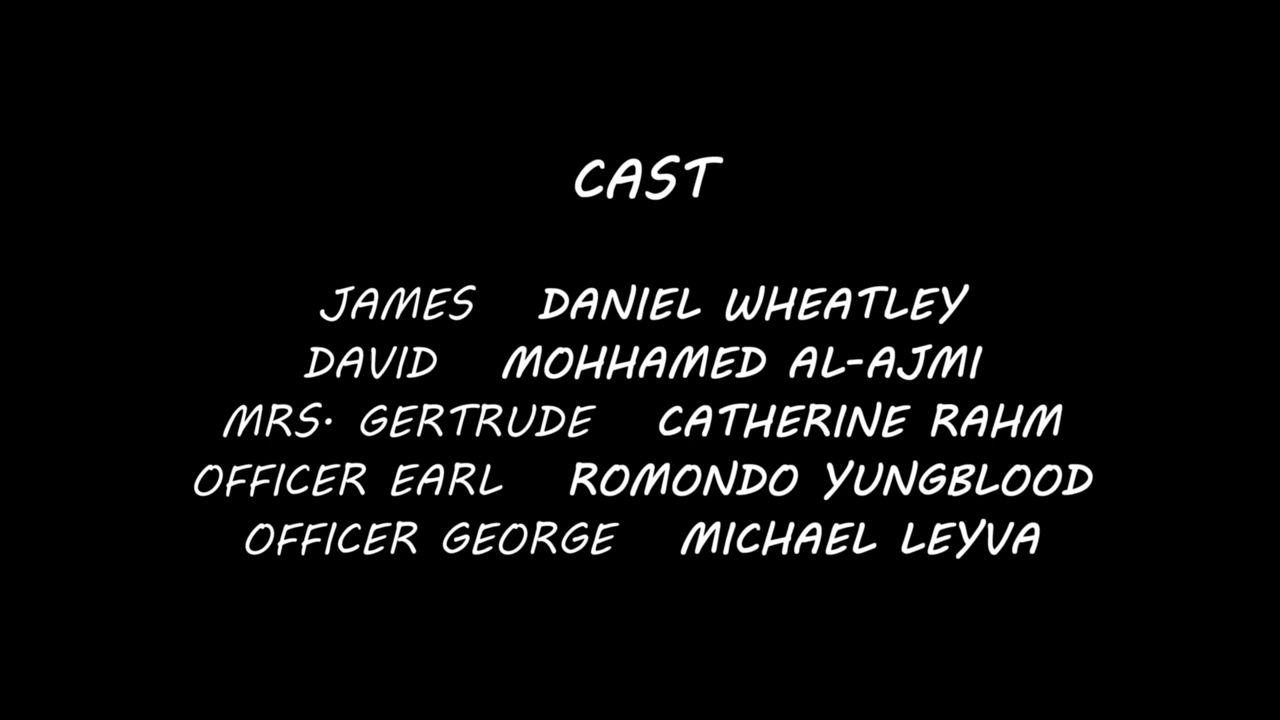 CAST
JAMES DANIEL WHEATLEY
DAVID MOHHAMED AL-AJMI
MRS. GERTRUDE CATHERINE RAHM
OFFICER EARL ROMONDO YUNGBLOOD
OFFICER GEORGE MICHAEL LEYVA